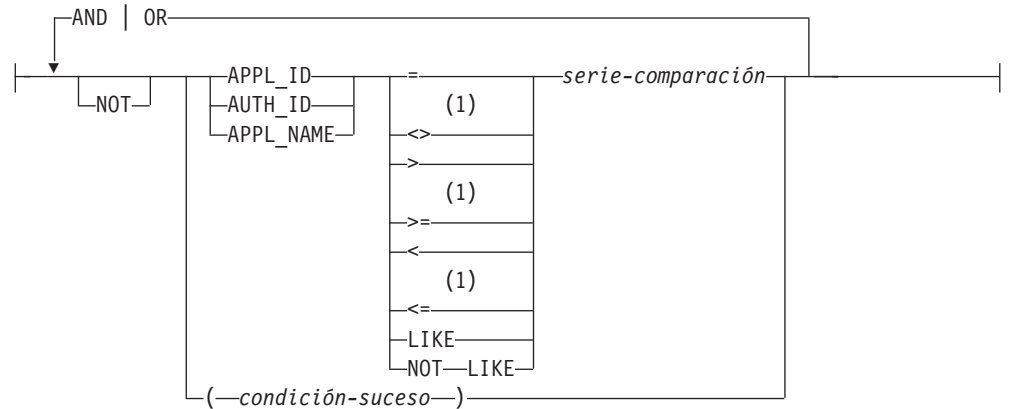 AND | OR
APPL_ID = serie-comparación
NOT AUTH_ID (1)
APPL_NAME <>
>
(1)
>=
<
(1)
<=
LIKE
NOT LIKE
( condición-suceso )